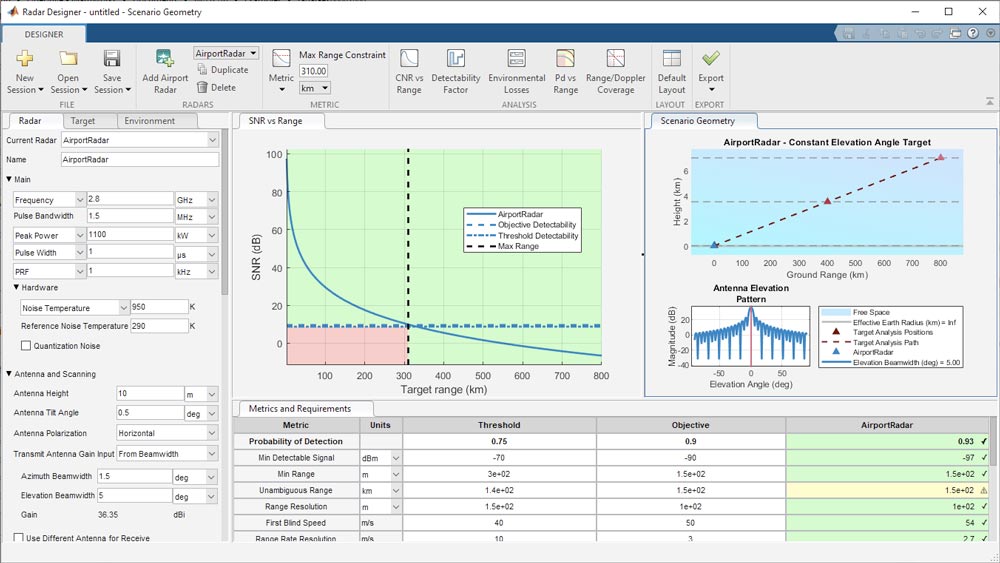 Radar Designer - untitled - Scenario Geometry
DESIGNER
New Session
Open Session
Save Session
FILE
Add Airport Radar
AirportRadar
Duplicate
Delete
RADARS
Metric
Max Range Constraint
310.00
km
METRIC
CNR vs Range
Detectability Factor
Environmental Losses
Pd vs Range
Range/Doppler Coverage
ANALYSIS
Default Layout
LAYOUT
Export
EXPORT
Radar Target Environment
Current Radar AirportRadar
Name AirportRadar
Main
Frequency 2.8 GHz
Pulse Bandwidth 1.5 MHz
Peak Power 1100 kW
Pulse Width 1 µs
PRF 1 kHz
Hardware
Noise Temperature 950 K
Reference Noise Temperature 290 K
Quantization Noise
Antenna and Scanning
Antenna Height 10 m
Antenna Tilt Angle 0.5 deg
Antenna Polarization Horizontal
Transmit Antenna Gain Input From Beamwidth
Azimuth Beamwidth 1.5 deg
Elevation Beamwidth 5 deg
Gain 36.35 dBi
Use Different Antenna for Receive
SNR vs Range
SNR (dB)
100
80
60
40
20
0
AirportRadar
Objective Detectability
Threshold Detectability
Max Range
100 200 300 400 500 600 700 800
Target range (km)
Scenario Geometry
AirportRadar - Constant Elevation Angle Target
Height (km)
6
4
2
0
0 100 200 300 400 500 600 700 800
Ground Range (km)
Antenna Elevation
Pattern
Magnitude (dB)
20
0
-20
-40
-50 0 50
Elevation Angle (deg)
Free Space
Effective Earth Radius (km) = Inf
Target Analysis Positions
Target Analysis Path
AirportRadar
Elevation Beamwidth (deg) = 5.00
Metrics and Requirements
Metric Units Threshold Objective AirportRadar
Probability of Detection 0.75 0.9 0.93 ✓
Min Detectable Signal dBm -70 -90 -97 ✓
Min Range m 3e+02 1.5e+02 1.5e+02 ✓
Unambiguous Range km 1.4e+02 1.5e+02 1.5e+02 ⚠
Range Resolution m 1.5e+02 1e+02 1e+02 ✓
First Blind Speed m/s 40 50 54 ✓
Range Rate Resolution m/s 10 3 2.7 ✓